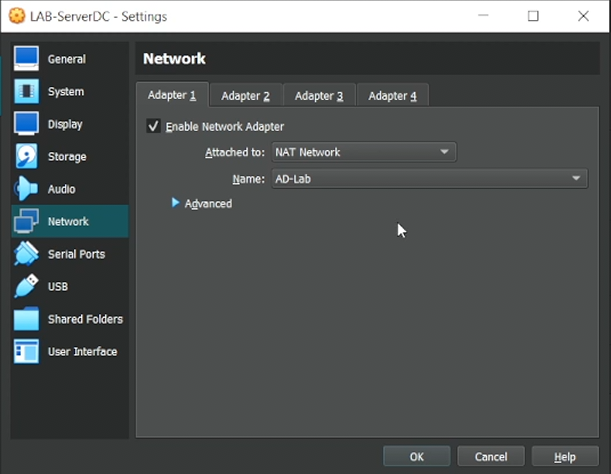 LAB-ServerDC - Settings
General
System
Display
Storage
Audio
Network
Serial Ports
USB
Shared Folders
User Interface
Network
Adapter 1 Adapter 2 Adapter 3 Adapter 4
Enable Network Adapter
Attached to: NAT Network
Name: AD-Lab
Advanced
OK Cancel Help